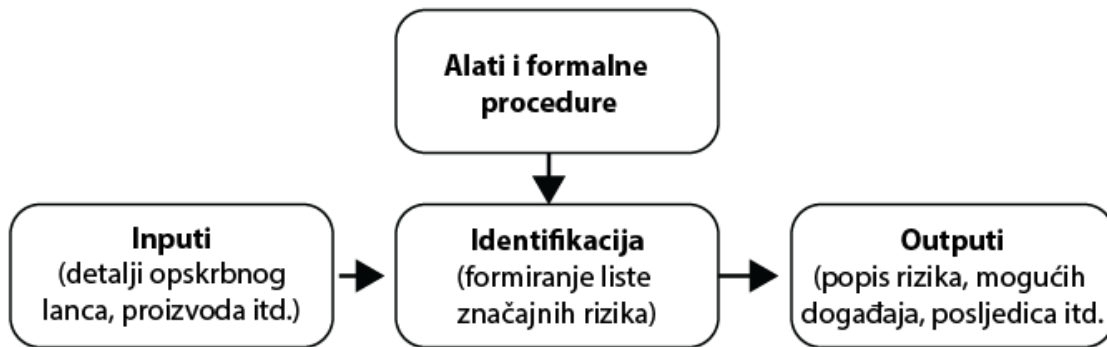 Alati i formalne
procedure
Inputi
(detalji opskrbnog
lanca, proizvoda itd.)
Identifikacija
(formiranje liste
značajnih rizika)
Outputi
(popis rizika, mogućih
događaja, posljedica itd.